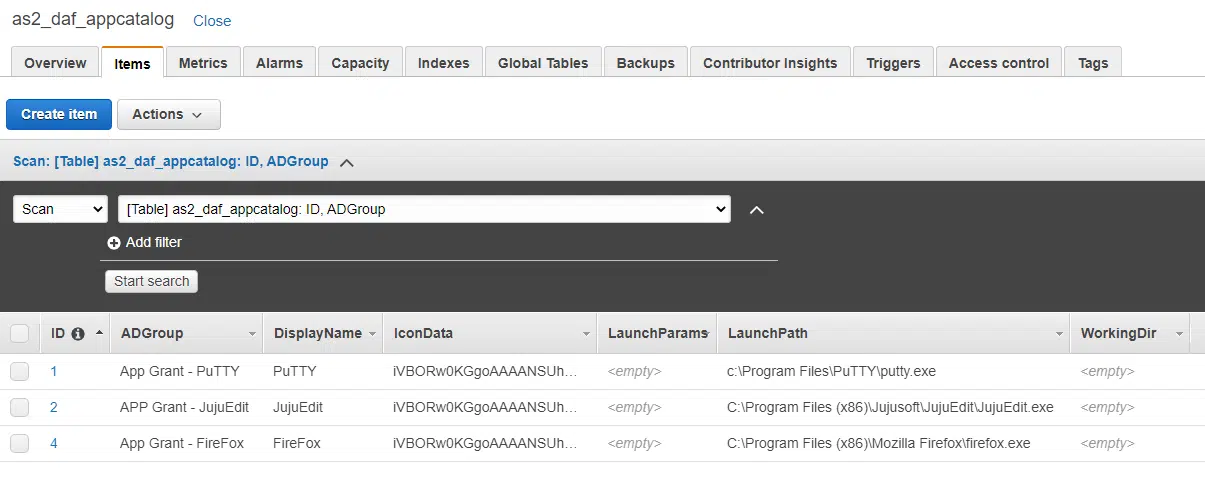 as2_daf_appcatalog Close
Overview Items Metrics Alarms Capacity Indexes Global Tables Backups Contributor Insights Triggers Access control Tags
Create item Actions
Scan: [Table] as2_daf_appcatalog: ID, ADGroup
Scan [Table] as2_daf_appcatalog: ID, ADGroup
Add filter
Start search
ID ADGroup DisplayName IconData LaunchParams LaunchPath WorkingDir
1 App Grant - PuTTY PuTTY iVBORw0KGgoAAAANSUh... <empty> c:\Program Files\PuTTY\putty.exe <empty>
2 APP Grant - JujuEdit JujuEdit iVBORw0KGgoAAAANSUh... <empty> C:\Program Files (x86)\Jujusoft\JujuEdit\JujuEdit.exe <empty>
4 App Grant - FireFox FireFox iVBORw0KGgoAAAANSUh... <empty> C:\Program Files (x86)\Mozilla Firefox\firefox.exe <empty>